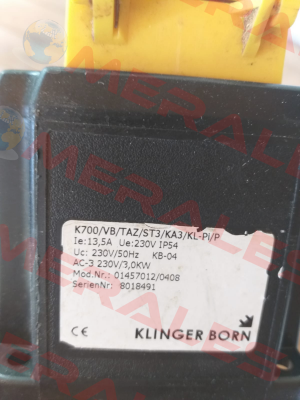 K700/VB/TAZ/ST3/KA3/KL-Pi/P
Ie:13,5A Ue:230V IP54
Uc: 230V/50Hz KB-04
AC-3 230V/3,0KW
Mod.Nr.: 01457012/0408
SerienNr: 8018491
CE KLINGER BORN
MERALES